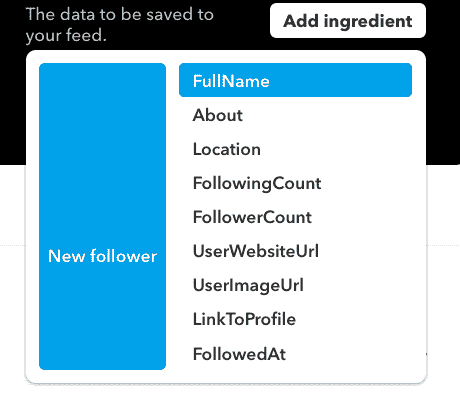 The data to be saved to
your feed.
Add ingredient
New follower
FullName
About
Location
FollowingCount
FollowerCount
UserWebsiteUrl
UserImageUrl
LinkToProfile
FollowedAt